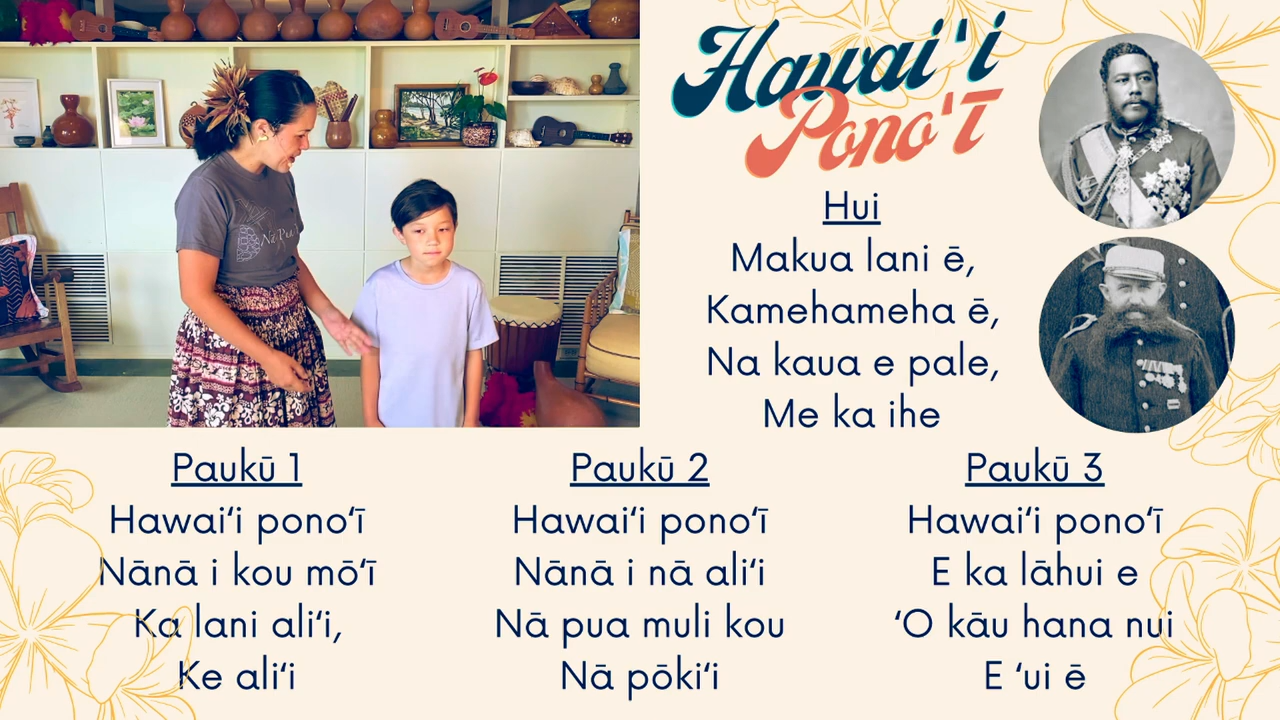 Hawaiʻi
Ponoʻī
Hui
Makua lani ē,
Kamehameha ē,
Na kaua e pale,
Me ka ihe
Paukū 1
Hawaiʻi ponoʻī
Nānā i kou mōʻī
Ka lani aliʻi,
Ke aliʻi
Paukū 2
Hawaiʻi ponoʻī
Nānā i nā aliʻi
Nā pua muli kou
Nā pōkiʻi
Paukū 3
Hawaiʻi ponoʻī
E ka lāhui e
ʻO kāu hana nui
E ʻui ē